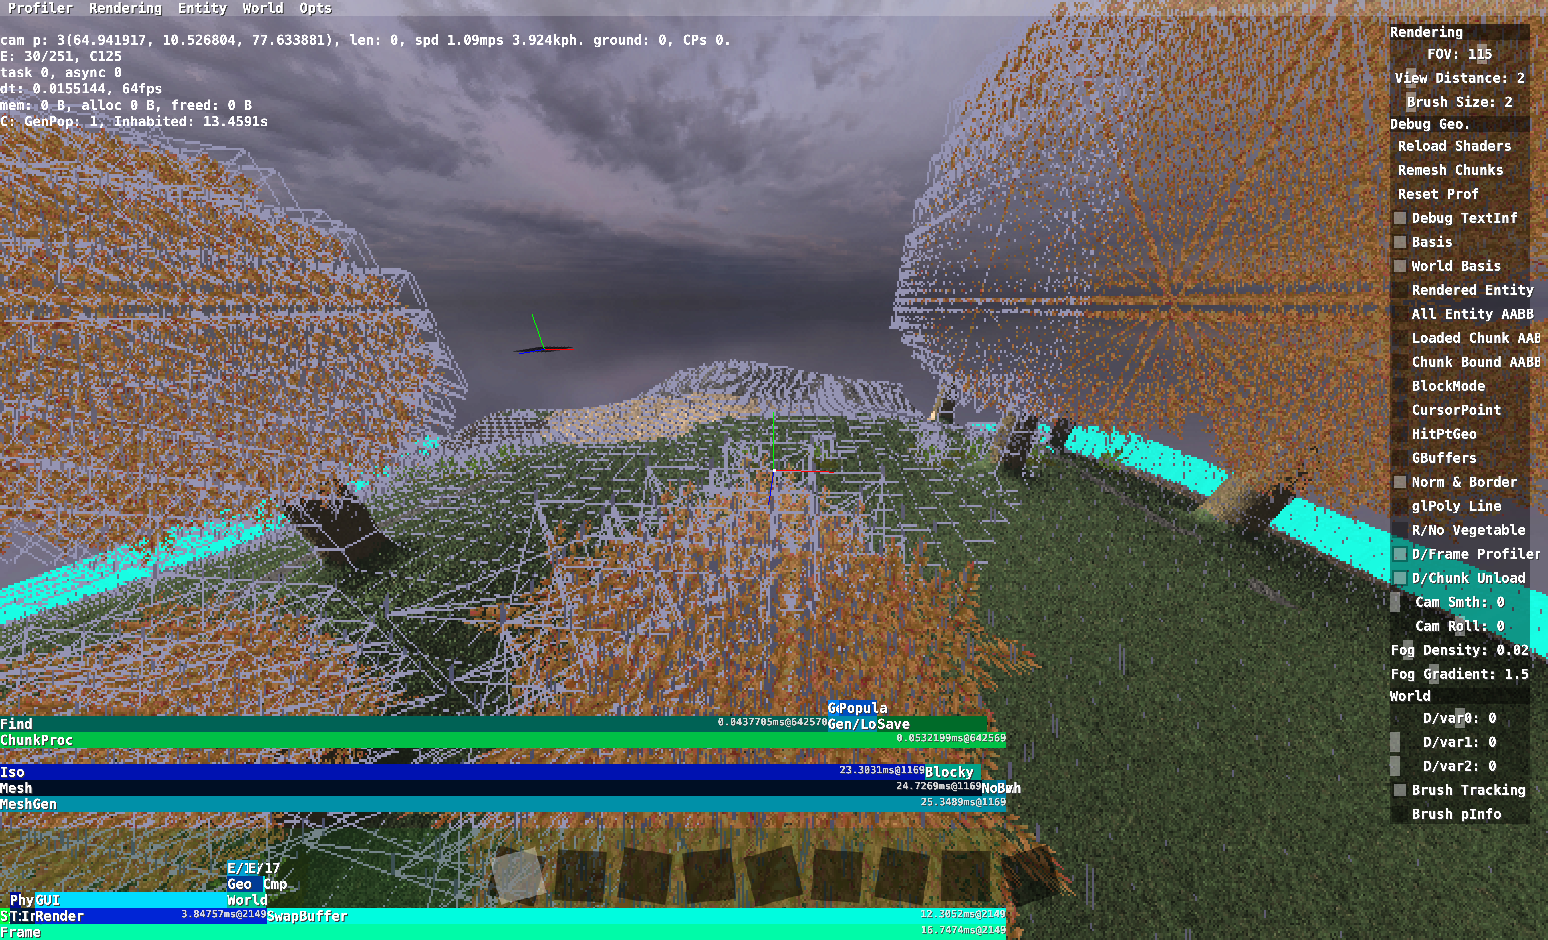 Profiler Rendering Entity World Opts
cam p: 3(64.941917, 10.526804, 77.633881), len: 0, spd 1.09mps 3.924kph. ground: 0, CPs 0.
E: 30/251, C125
task 0, async 0
dt: 0.0155144, 64fps
mem: 0 B, alloc 0 B, freed: 0 B
C: GenPop: 1, Inhabited: 13.4591s
Rendering
FOV: 115
View Distance: 2
Brush Size: 2
Debug Geo.
Reload Shaders
Remesh Chunks
Reset Prof
Debug TextInf
Basis
World Basis
Rendered Entity
All Entity AABB
Loaded Chunk AAB
Chunk Bound AABB
BlockMode
CursorPoint
HitPtGeo
GBuffers
Norm & Border
glPoly Line
R/No Vegetable
D/Frame Profiler
D/Chunk Unload
Cam Smth: 0
Cam Roll: 0
Fog Density: 0.02
Fog Gradient: 1.5
World
D/var0: 0
D/var1: 0
D/var2: 0
Brush Tracking
Brush pInfo
Popula
Find 0.0437705ms@642570 Gen/Lo Save
ChunkProc 0.0532199ms@642569
Iso 23.3031ms@1169 Blocky
Mesh 24.7269ms@1169
MeshGen 25.3489ms@1169
E/17
Geo Cmp
Phy GUI World
Render 3.84757ms@2149 SwapBuffer 12.3052ms@2149
Frame 16.7474ms@2149